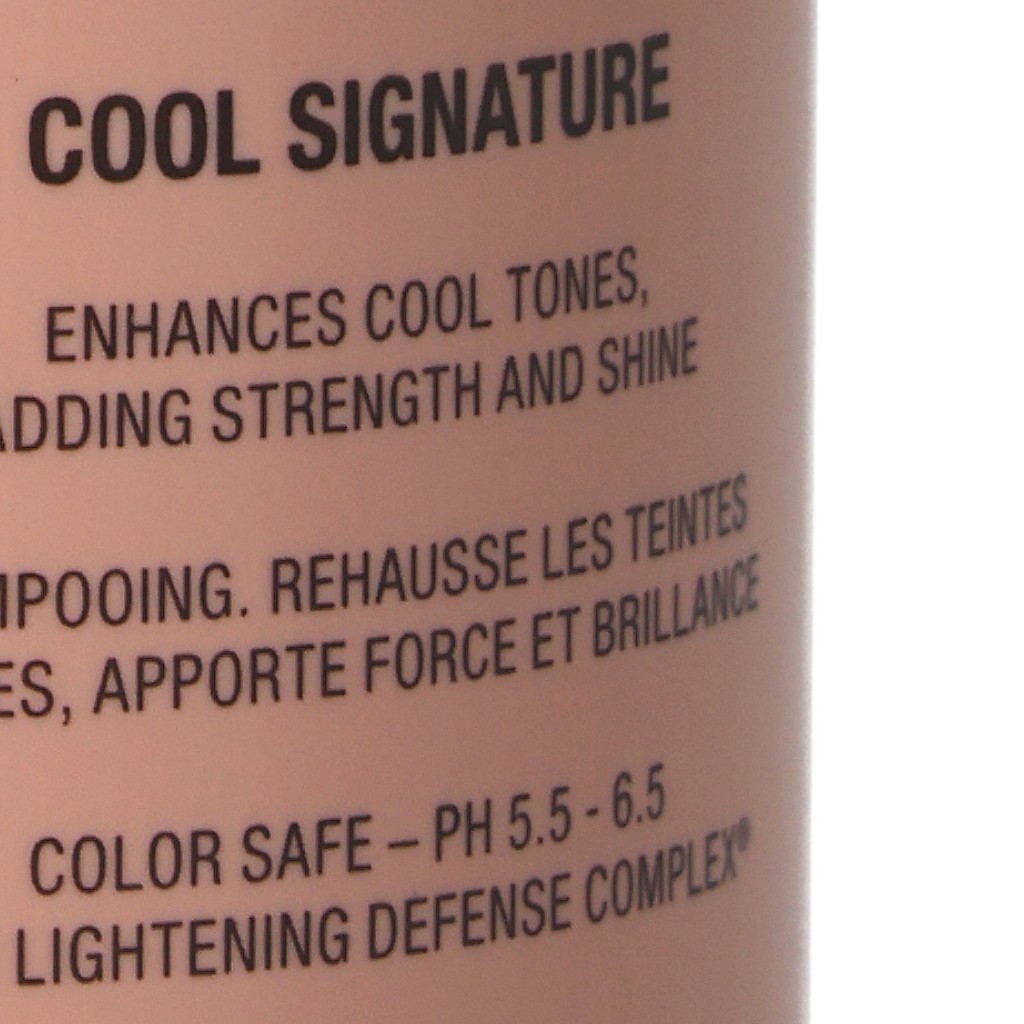 COOL SIGNATURE
ENHANCES COOL TONES,
ADDING STRENGTH AND SHINE
MPOOING. REHAUSSE LES TEINTES
ES, APPORTE FORCE ET BRILLANCE
COLOR SAFE – PH 5.5 - 6.5
LIGHTENING DEFENSE COMPLEX®